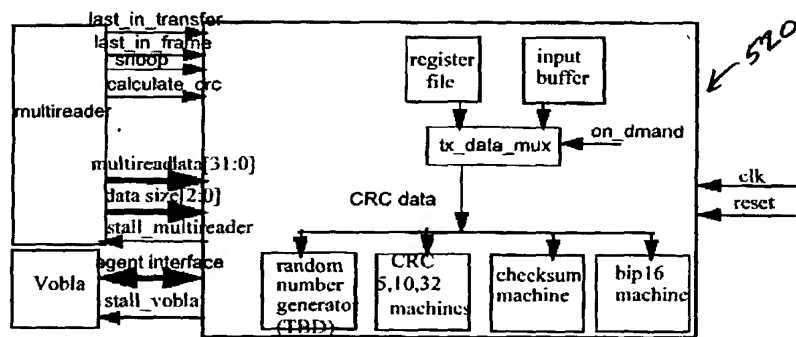 last_in_transfer
last_in_frame
snoop
calculate_crc
multireader
multireaddata[31:0]
data size[2:0]
stall_multireader
agent interface
Vobla
stall_vobla
register
file
input
buffer
tx_data_mux
on_dmand
CRC data
random
number
generator
(TBD)
CRC
5,10,32
machines
checksum
machine
bip16
machine
clk
reset
520